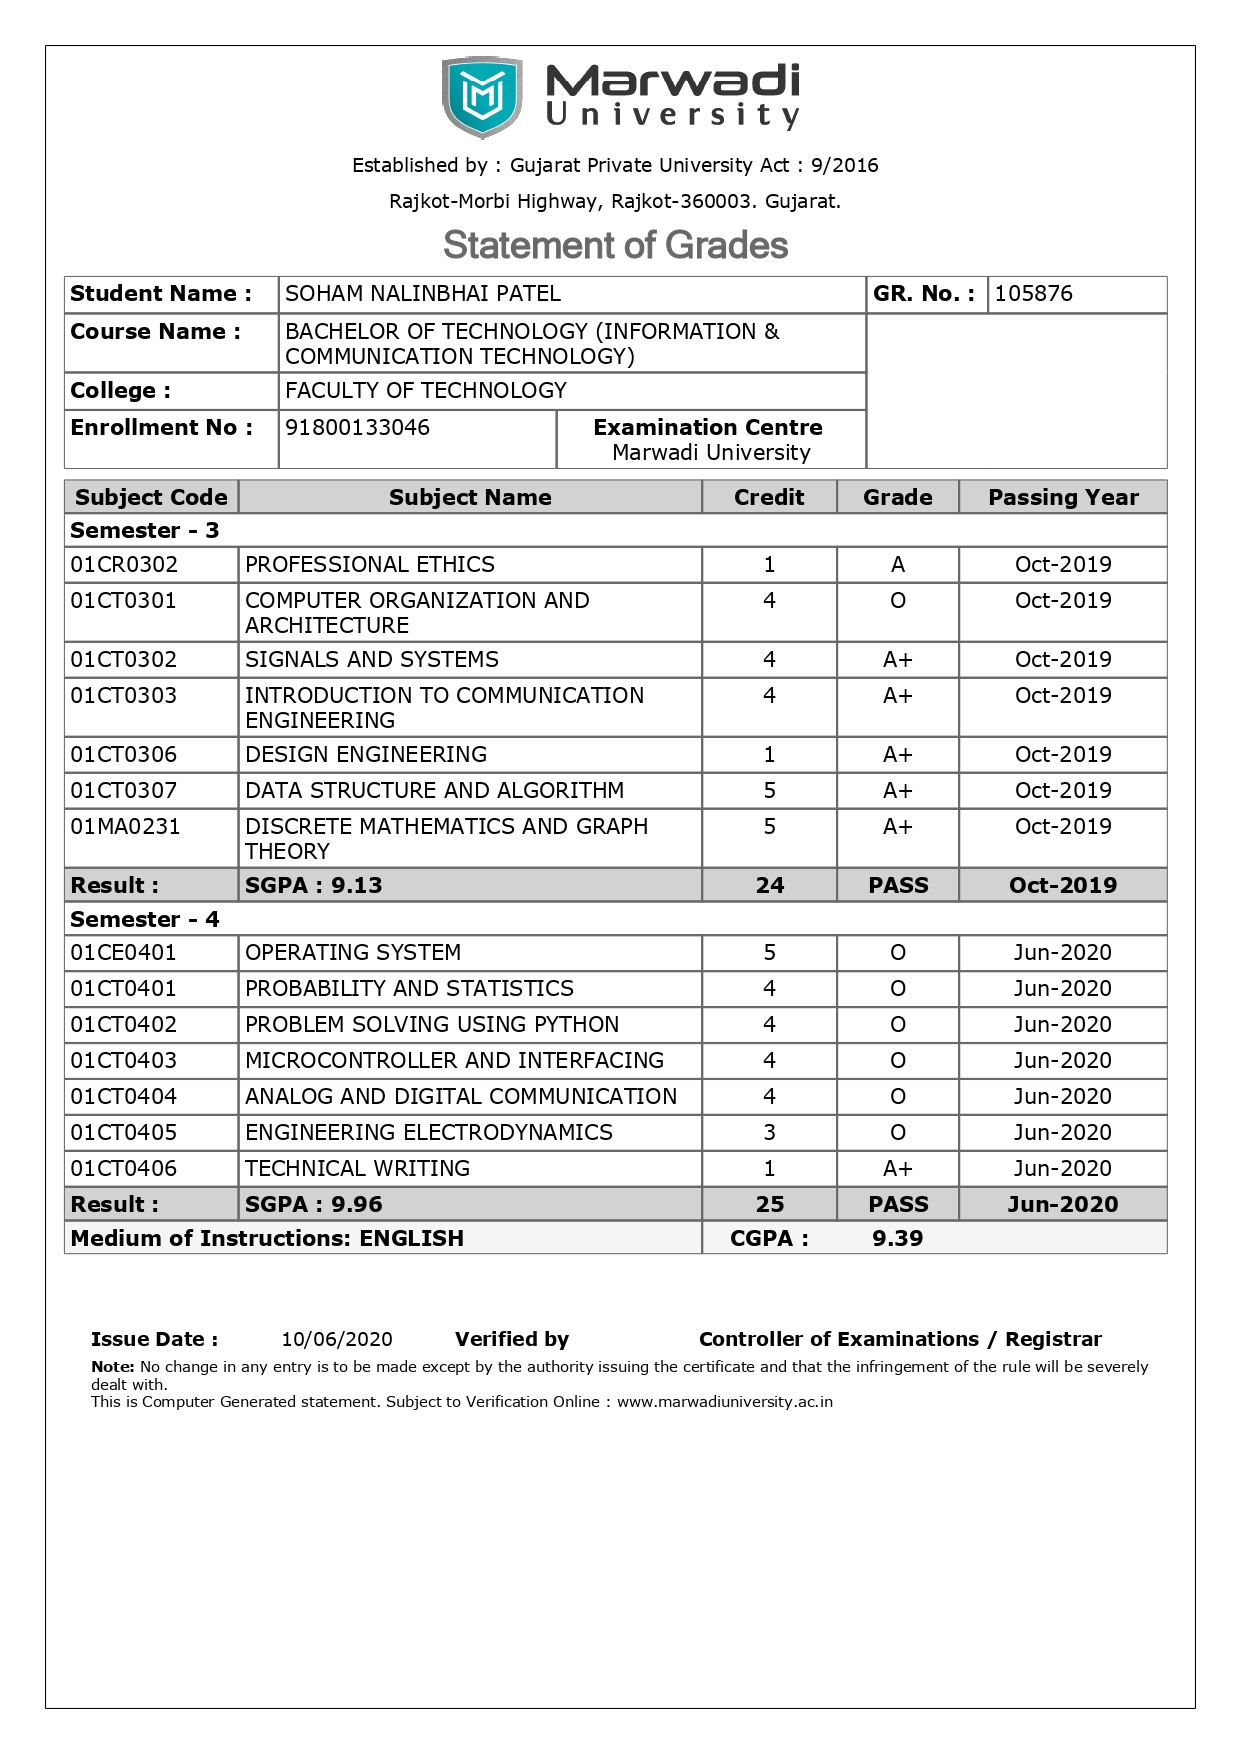 Marwadi
University
Established by : Gujarat Private University Act : 9/2016
Rajkot-Morbi Highway, Rajkot-360003. Gujarat.
Statement of Grades
Student Name : SOHAM NALINBHAI PATEL GR. No. : 105876
Course Name : BACHELOR OF TECHNOLOGY (INFORMATION &
COMMUNICATION TECHNOLOGY)
College : FACULTY OF TECHNOLOGY
Enrollment No : 91800133046 Examination Centre
Marwadi University
Subject Code Subject Name Credit Grade Passing Year
Semester - 3
01CR0302 PROFESSIONAL ETHICS 1 A Oct-2019
01CT0301 COMPUTER ORGANIZATION AND 4 O Oct-2019
ARCHITECTURE
01CT0302 SIGNALS AND SYSTEMS 4 A+ Oct-2019
01CT0303 INTRODUCTION TO COMMUNICATION 4 A+ Oct-2019
ENGINEERING
01CT0306 DESIGN ENGINEERING 1 A+ Oct-2019
01CT0307 DATA STRUCTURE AND ALGORITHM 5 A+ Oct-2019
01MA0231 DISCRETE MATHEMATICS AND GRAPH 5 A+ Oct-2019
THEORY
Result : SGPA : 9.13 24 PASS Oct-2019
Semester - 4
01CE0401 OPERATING SYSTEM 5 O Jun-2020
01CT0401 PROBABILITY AND STATISTICS 4 O Jun-2020
01CT0402 PROBLEM SOLVING USING PYTHON 4 O Jun-2020
01CT0403 MICROCONTROLLER AND INTERFACING 4 O Jun-2020
01CT0404 ANALOG AND DIGITAL COMMUNICATION 4 O Jun-2020
01CT0405 ENGINEERING ELECTRODYNAMICS 3 O Jun-2020
01CT0406 TECHNICAL WRITING 1 A+ Jun-2020
Result : SGPA : 9.96 25 PASS Jun-2020
Medium of Instructions: ENGLISH CGPA : 9.39
Issue Date : 10/06/2020 Verified by Controller of Examinations / Registrar
Note: No change in any entry is to be made except by the authority issuing the certificate and that the infringement of the rule will be severely
dealt with.
This is Computer Generated statement. Subject to Verification Online : www.marwadiuniversity.ac.in